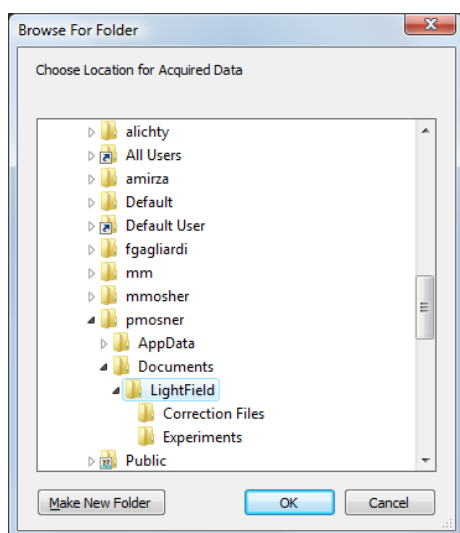 Browse For Folder
Choose Location for Acquired Data
alichty
All Users
amirza
Default
Default User
fgagliardi
mm
mmosher
pmosner
AppData
Documents
LightField
Correction Files
Experiments
Public
Make New Folder
OK
Cancel